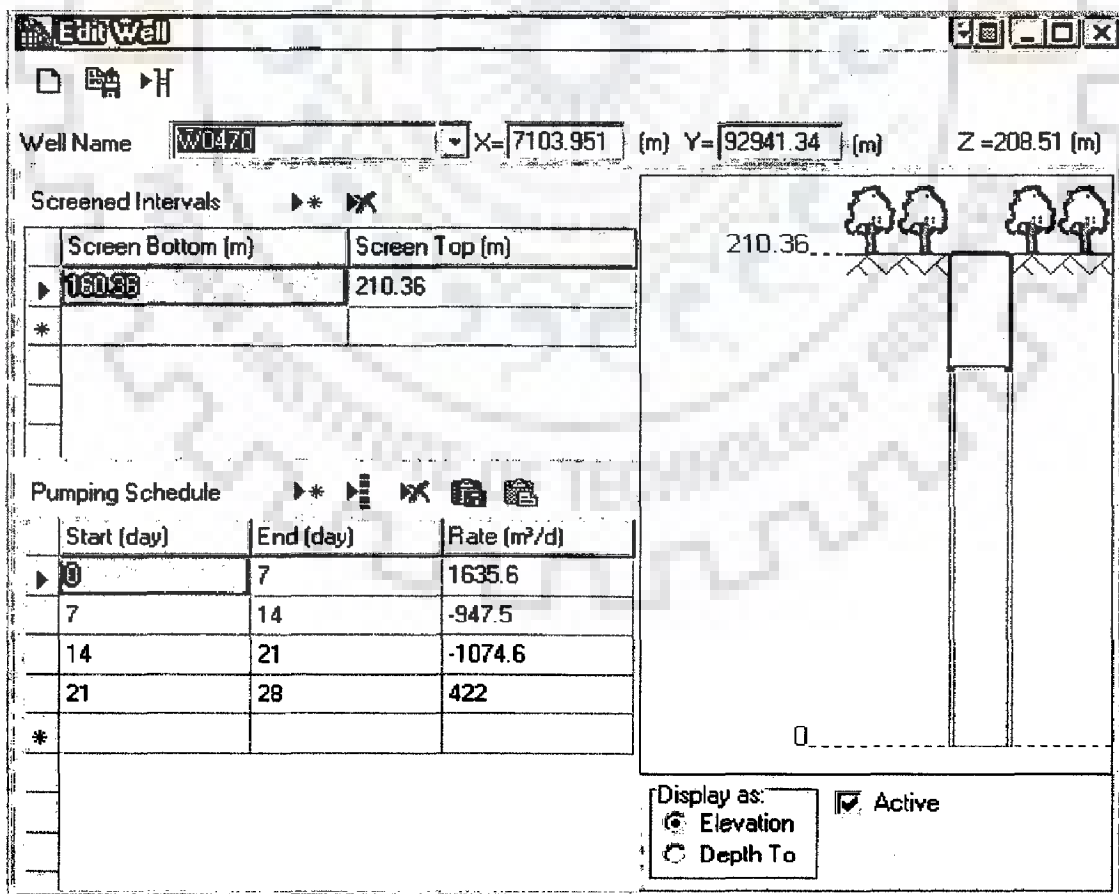 Edit Well
Well Name W0470 X= 7103.951 (m) Y= 92941.34 (m) Z =208.51 (m)
Screened Intervals
Screen Bottom (m) Screen Top (m)
160.36 210.36
*
Pumping Schedule
Start (day) End (day) Rate (m³/d)
0 7 1635.6
7 14 -947.5
14 21 -1074.6
21 28 422
*
210.36
0
Display as:
Elevation
Depth To
Active
TECHNOLOGY